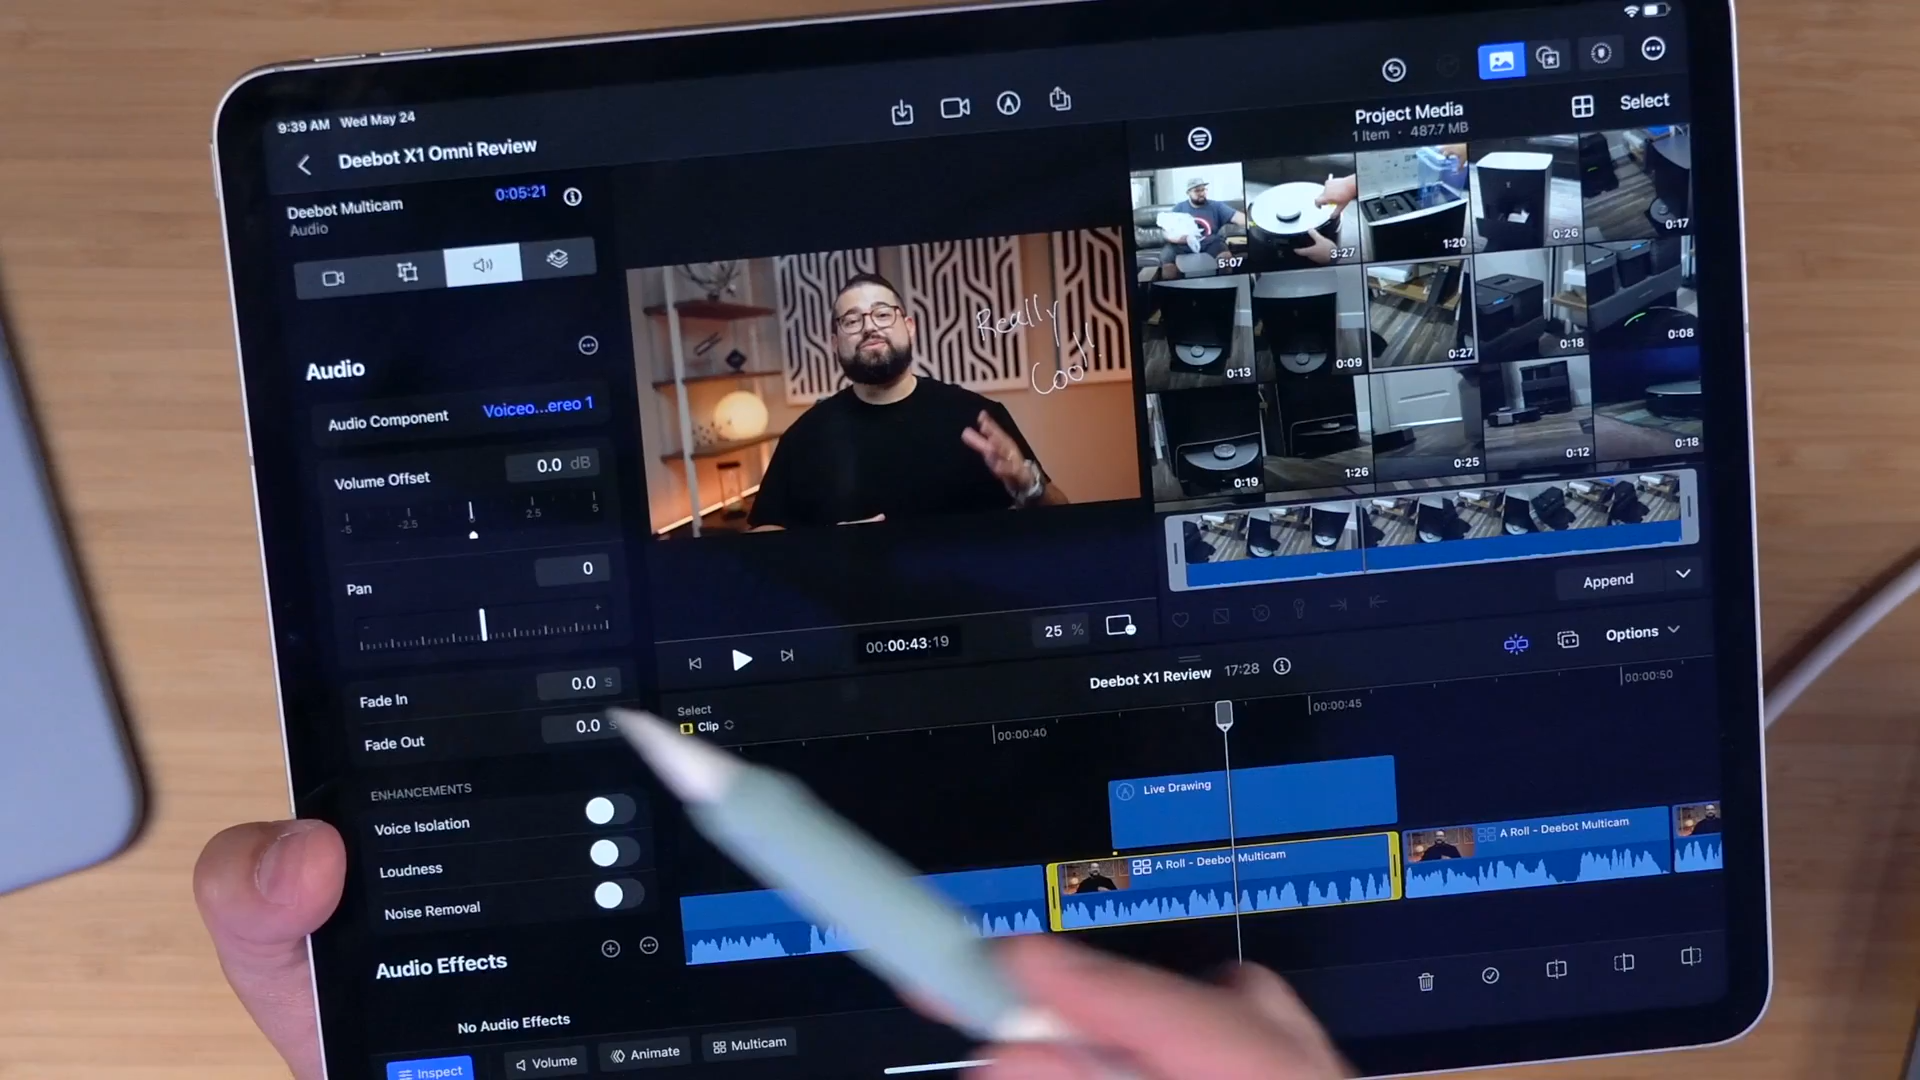 9:39 AM Wed May 24
Deebot X1 Omni Review
Deebot Multicam
0:05:21
Audio
Audio
Audio Component
Voiceo...ereo 1
Volume Offset
0.0 dB
-5
-2.5
0
2.5
5
Pan
0
-
+
Fade In
0.0 s
Fade Out
0.0 s
ENHANCEMENTS
Voice Isolation
Loudness
Noise Removal
Audio Effects
No Audio Effects
Inspect
Volume
Animate
Multicam
Really
Cool!
00:00:43:19
25 %
Project Media
1 Item · 487.7 MB
Select
5:07
3:27
1:20
0:26
0:17
0:13
0:09
0:27
0:18
0:08
0:19
1:26
0:25
0:12
0:18
Append
Options
Deebot X1 Review 17:28
Select
Clip
00:00:40
00:00:45
00:00:50
Live Drawing
A Roll - Deebot Multicam
A Roll - Deebot Multicam